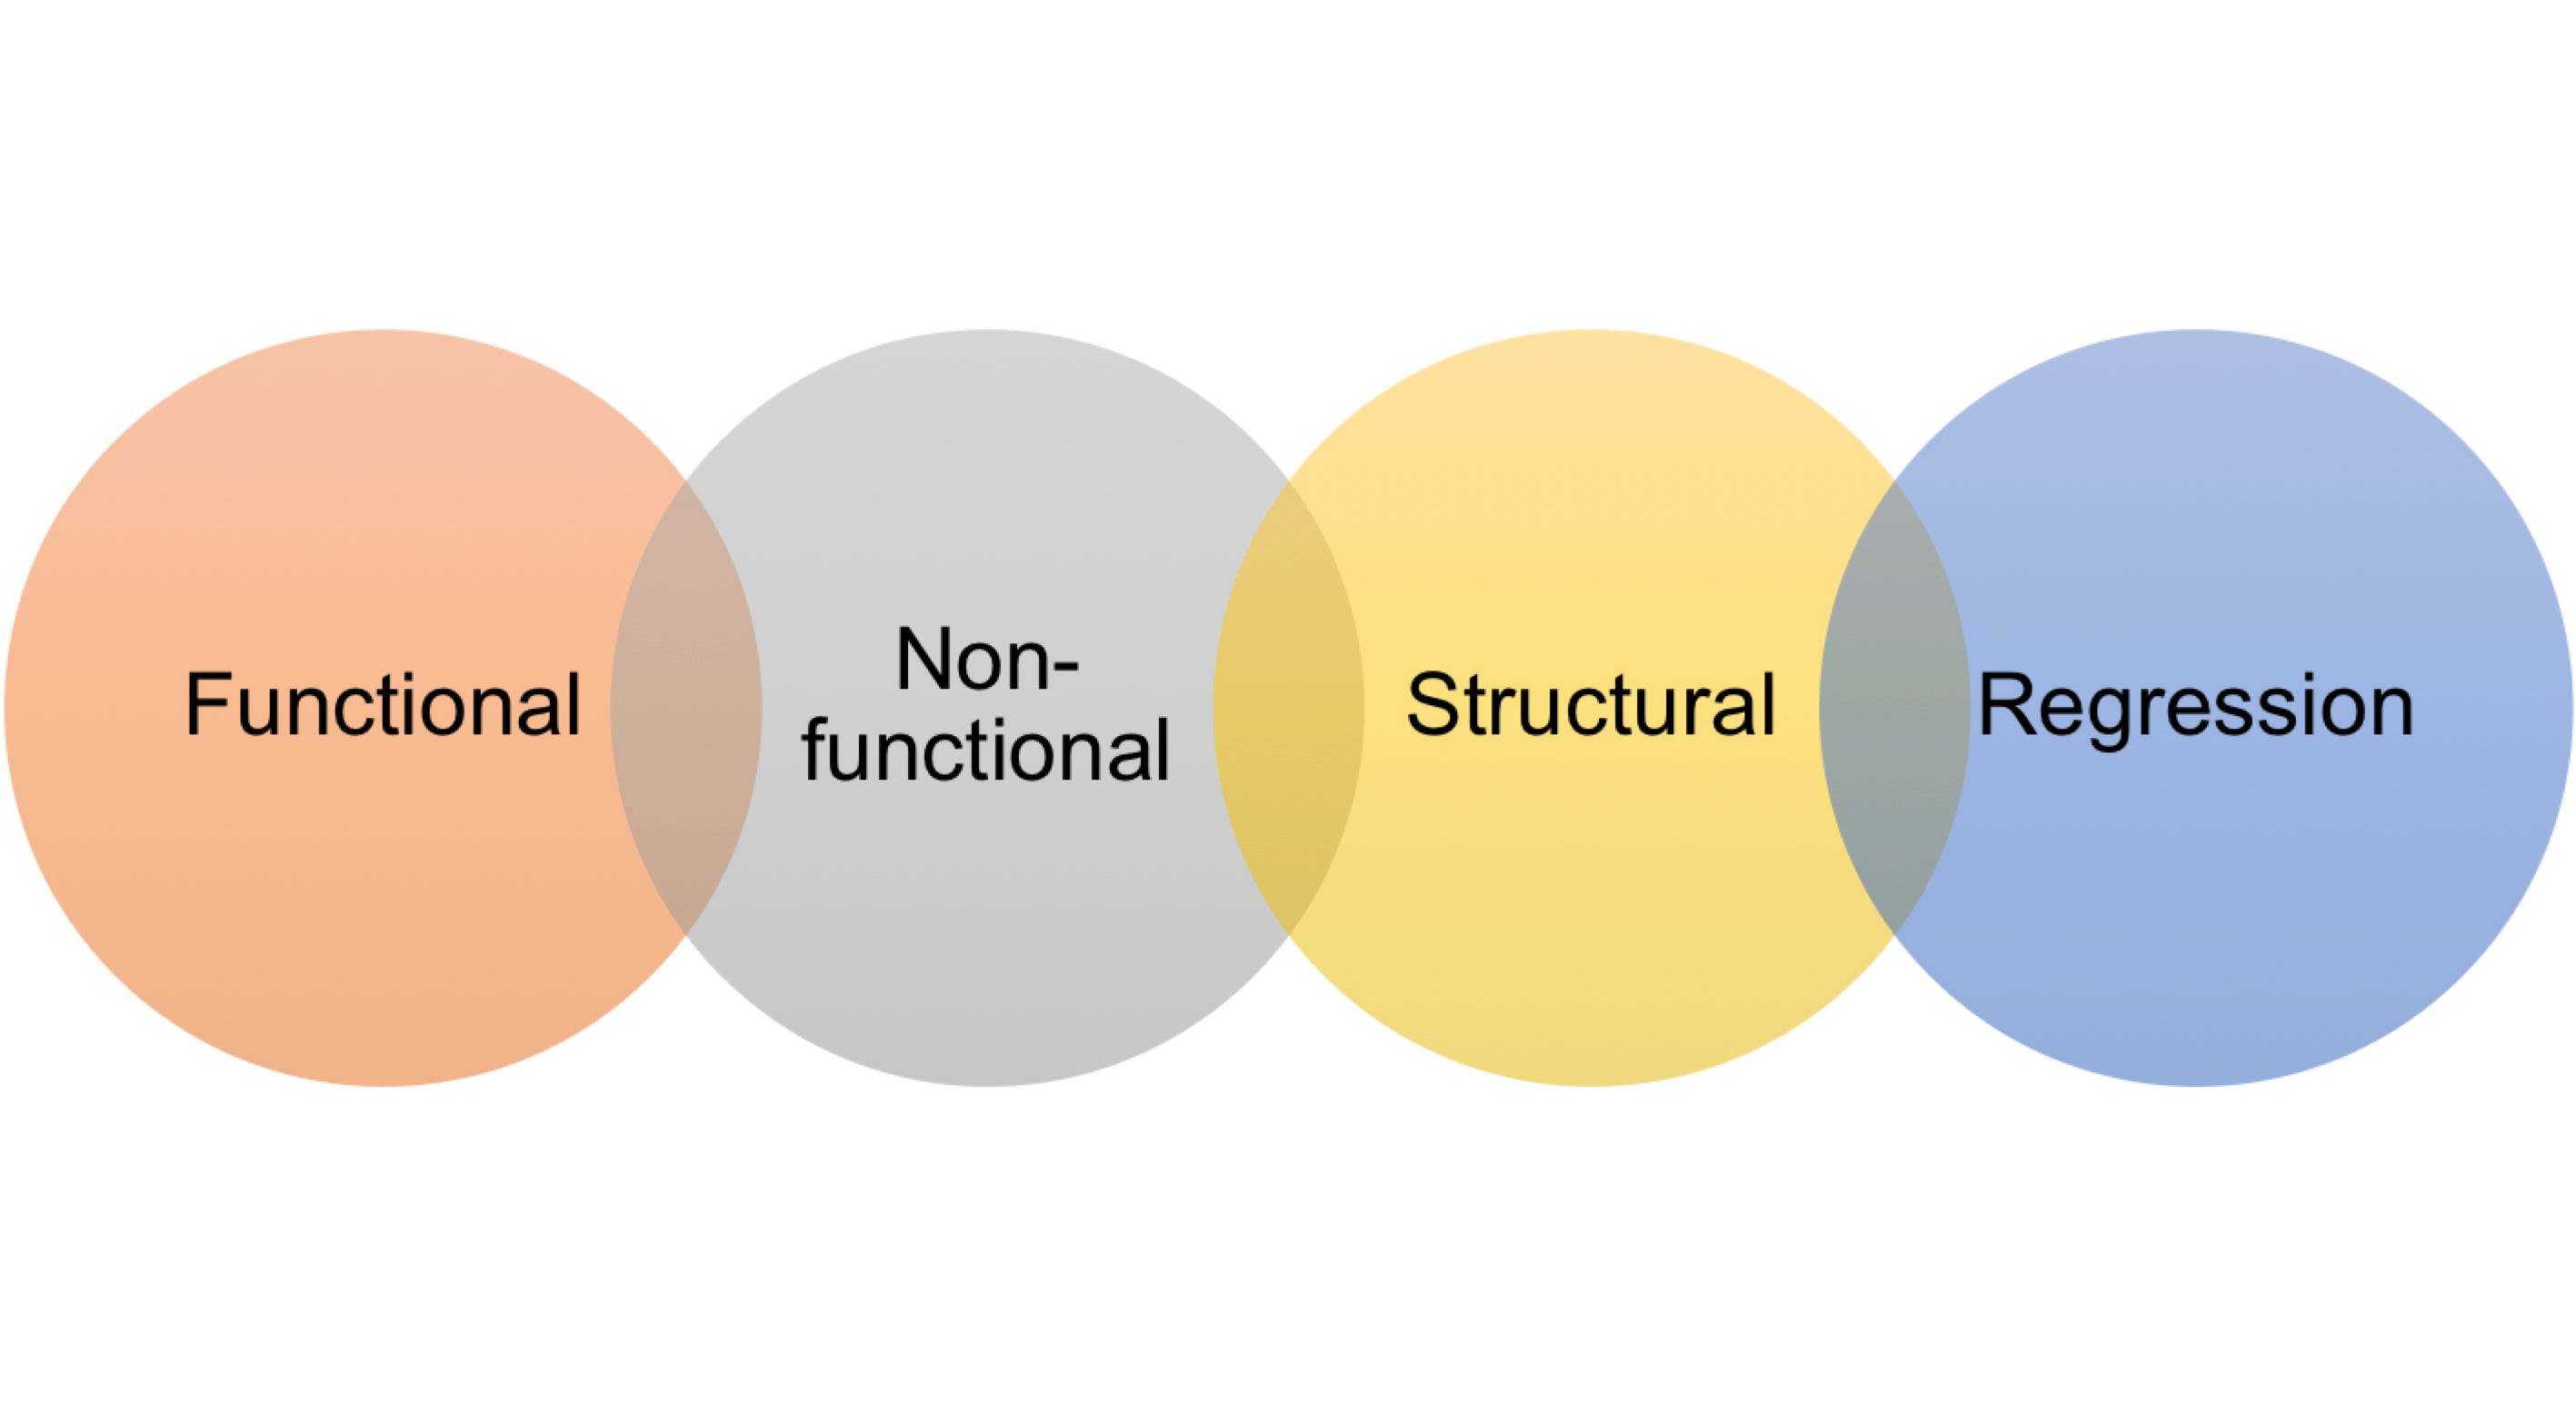 Functional
Non-
functional
Structural
Regression